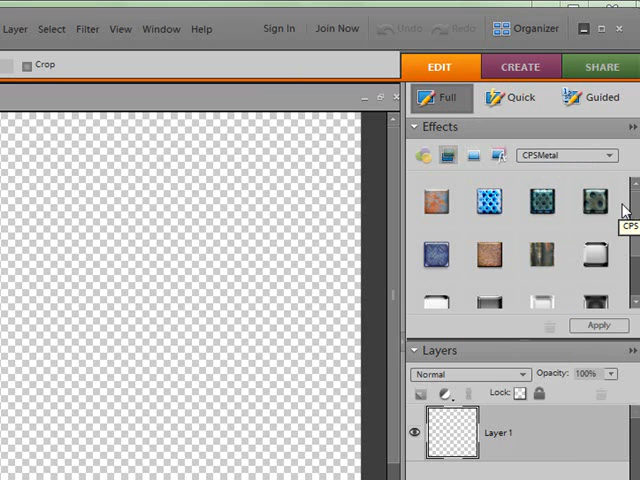 Layer Select Filter View Window Help Sign In Join Now Undo Redo Organizer
Crop
EDIT CREATE SHARE
Full Quick Guided
Effects
CPSMetal
CPS
Apply
Layers
Normal Opacity: 100%
Lock:
Layer 1